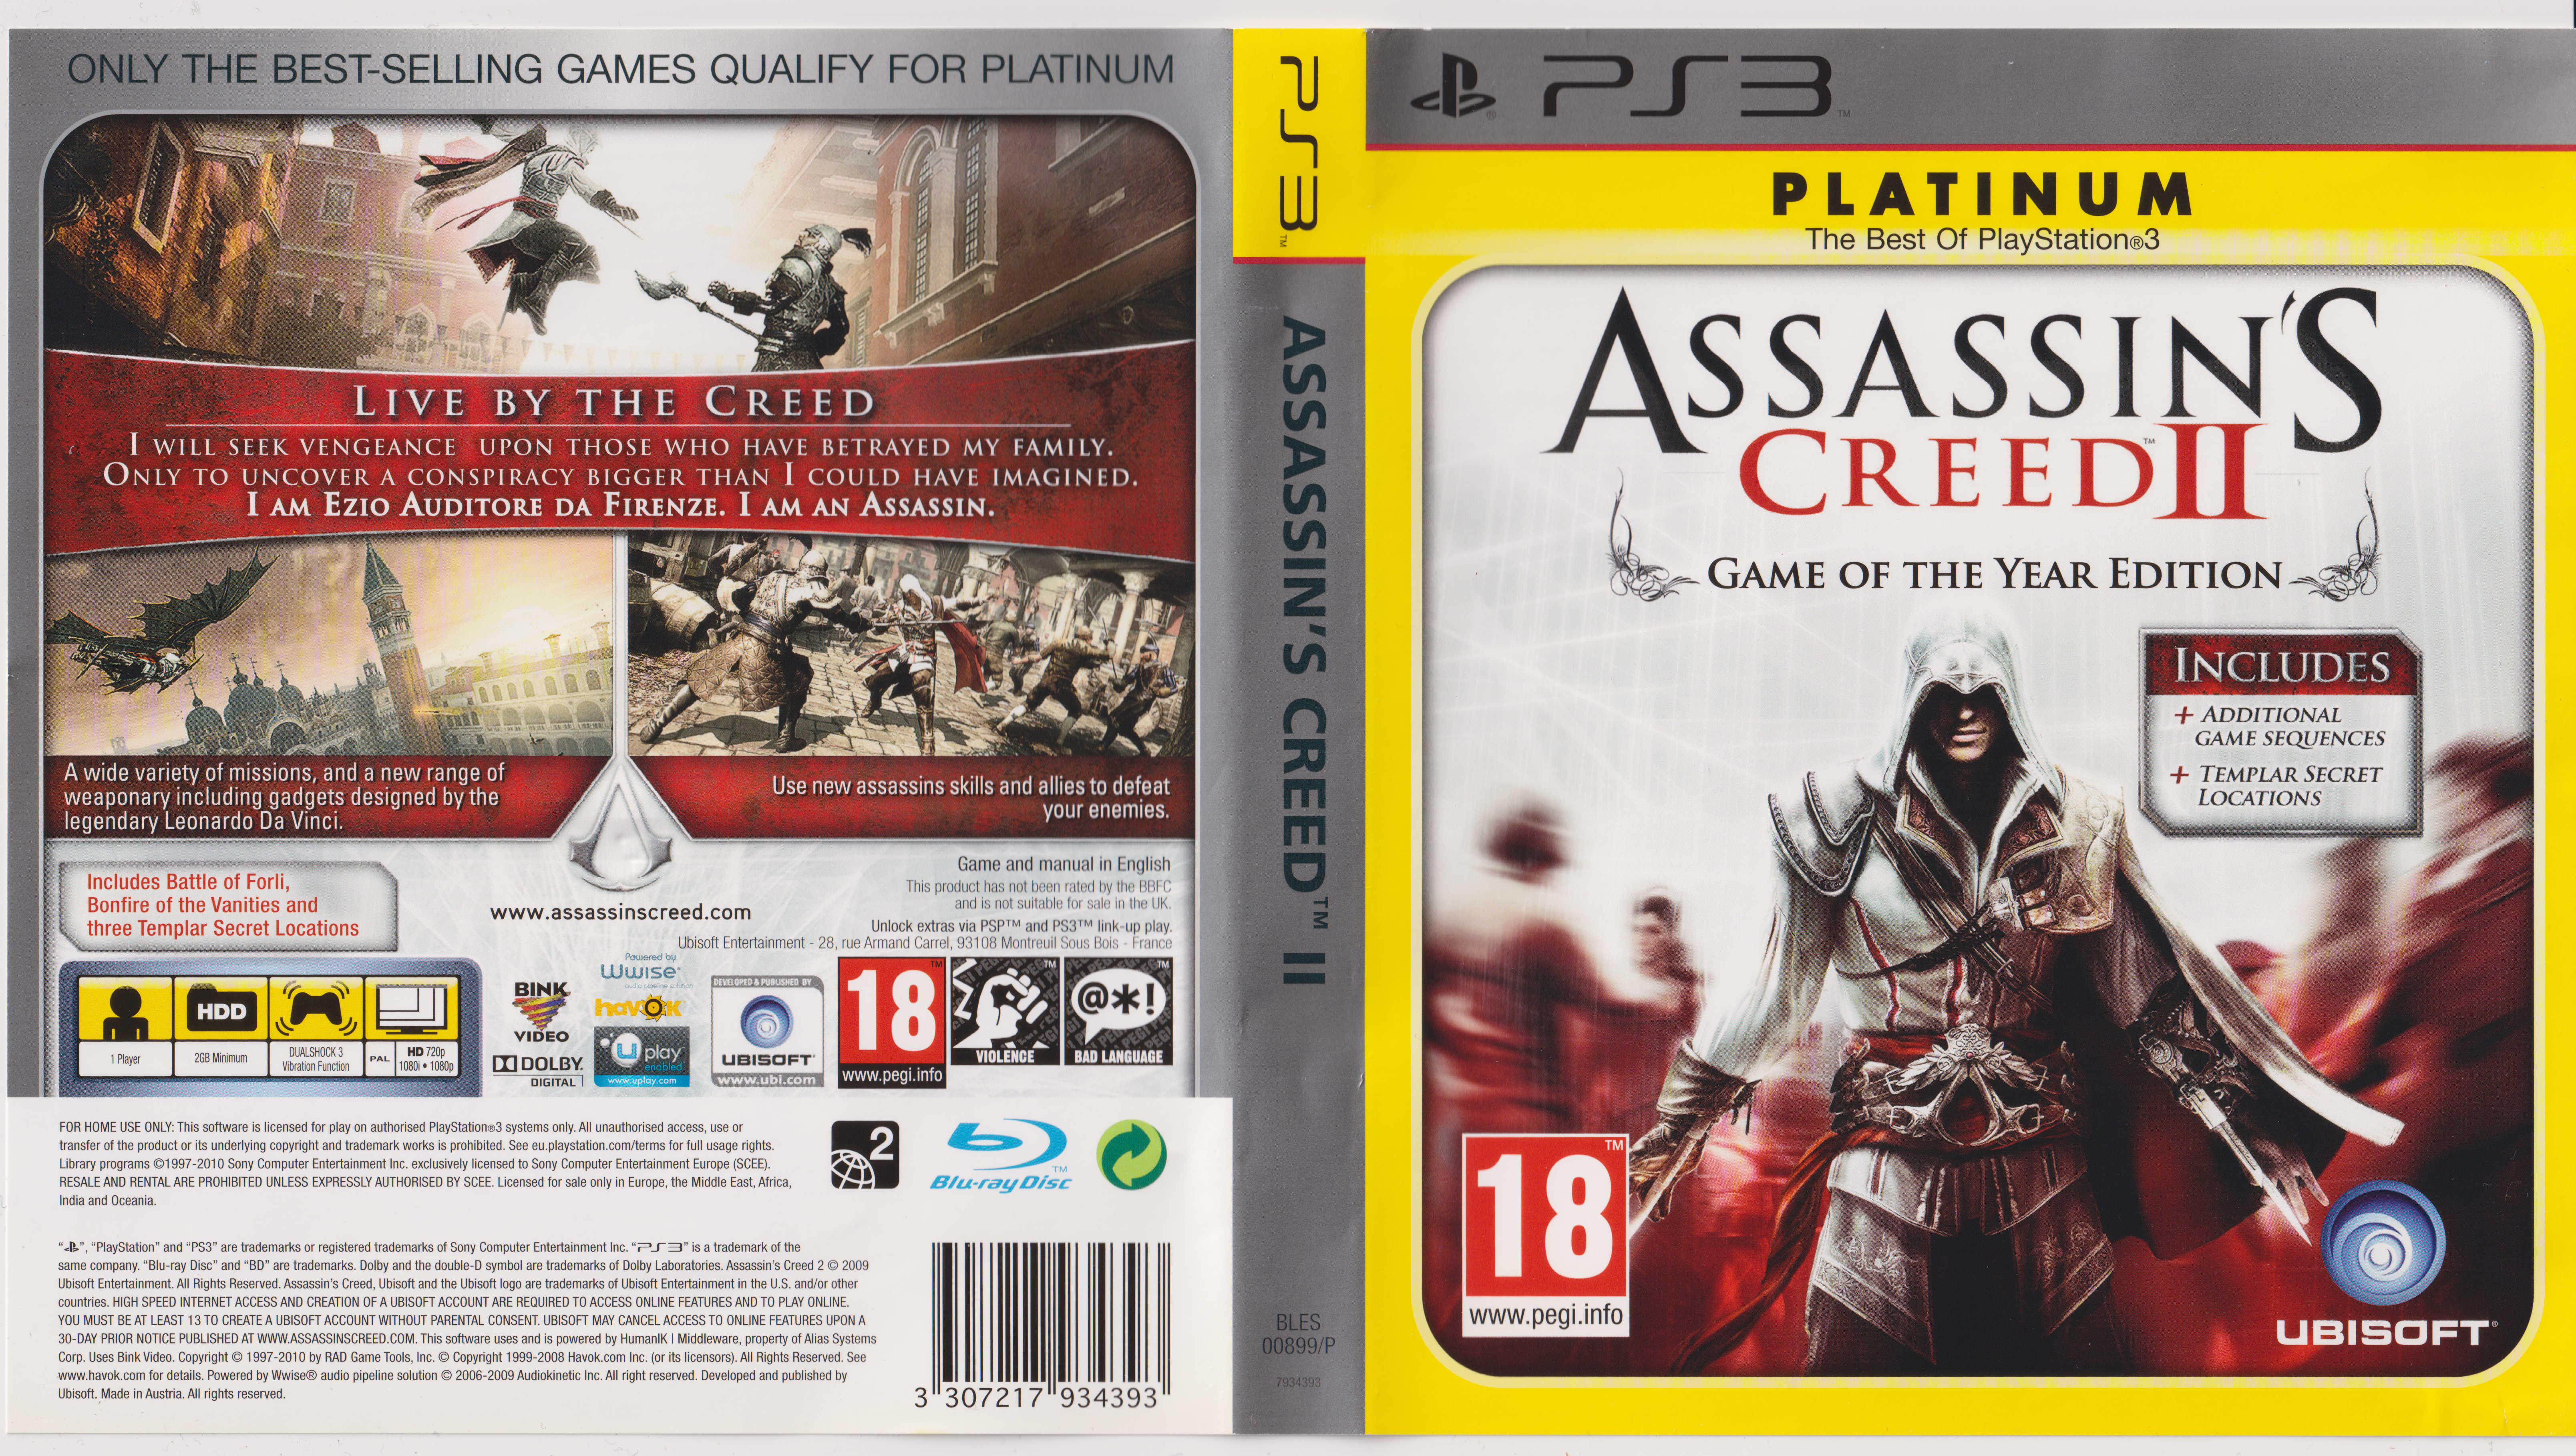 ONLY THE BEST-SELLING GAMES QUALIFY FOR PLATINUM
LIVE BY THE CREED
I WILL SEEK VENGEANCE UPON THOSE WHO HAVE BETRAYED MY FAMILY.
ONLY TO UNCOVER A CONSPIRACY BIGGER THAN I COULD HAVE IMAGINED.
I AM EZIO AUDITORE DA FIRENZE. I AM AN ASSASSIN.
A wide variety of missions, and a new range of
weaponary including gadgets designed by the
legendary Leonardo Da Vinci.
Use new assassins skills and allies to defeat
your enemies.
Includes Battle of Forli,
Bonfire of the Vanities and
three Templar Secret Locations
www.assassinscreed.com
Game and manual in English
This product has not been rated by the BBFC
and is not suitable for sale in the UK.
Unlock extras via PSP™ and PS3™ link-up play.
Ubisoft Entertainment - 28, rue Armand Carrel, 93108 Montreuil Sous Bois - France
1 Player
HDD
2GB Minimum
DUALSHOCK 3
Vibration Function
PAL
HD 720p
1080i • 1080p
BINK
VIDEO
DOLBY
DIGITAL
Powered by
Wwise®
audio pipeline solution
havok
Uplay™
enabled
www.uplay.com
DEVELOPED & PUBLISHED BY
UBISOFT®
www.ubi.com
18™
www.pegi.info
VIOLENCE
@*!
BAD LANGUAGE
FOR HOME USE ONLY: This software is licensed for play on authorised PlayStation®3 systems only. All unauthorised access, use or
transfer of the product or its underlying copyright and trademark works is prohibited. See eu.playstation.com/terms for full usage rights.
Library programs ©1997-2010 Sony Computer Entertainment Inc. exclusively licensed to Sony Computer Entertainment Europe (SCEE).
RESALE AND RENTAL ARE PROHIBITED UNLESS EXPRESSLY AUTHORISED BY SCEE. Licensed for sale only in Europe, the Middle East, Africa,
India and Oceania.
2
Blu-ray Disc™
“PS”, “PlayStation” and “PS3” are trademarks or registered trademarks of Sony Computer Entertainment Inc. “PS3” is a trademark of the
same company. “Blu-ray Disc” and “BD” are trademarks. Dolby and the double-D symbol are trademarks of Dolby Laboratories. Assassin’s Creed 2 © 2009
Ubisoft Entertainment. All Rights Reserved. Assassin’s Creed, Ubisoft and the Ubisoft logo are trademarks of Ubisoft Entertainment in the U.S. and/or other
countries. HIGH SPEED INTERNET ACCESS AND CREATION OF A UBISOFT ACCOUNT ARE REQUIRED TO ACCESS ONLINE FEATURES AND TO PLAY ONLINE.
YOU MUST BE AT LEAST 13 TO CREATE A UBISOFT ACCOUNT WITHOUT PARENTAL CONSENT. UBISOFT MAY CANCEL ACCESS TO ONLINE FEATURES UPON A
30-DAY PRIOR NOTICE PUBLISHED AT WWW.ASSASSINSCREED.COM. This software uses and is powered by HumanIK | Middleware, property of Alias Systems
Corp. Uses Bink Video. Copyright © 1997-2010 by RAD Game Tools, Inc. © Copyright 1999-2008 Havok.com Inc. (or its licensors). All Rights Reserved. See
www.havok.com for details. Powered by Wwise® audio pipeline solution © 2006-2009 Audiokinetic Inc. All right reserved. Developed and published by
Ubisoft. Made in Austria. All rights reserved.
3 307217 934393
PS3™
ASSASSIN’S CREED™ II
BLES
00899/P
7934393
PS3™
PLATINUM
The Best Of PlayStation®3
ASSASSIN’S
CREED™ II
GAME OF THE YEAR EDITION
INCLUDES
+ ADDITIONAL
GAME SEQUENCES
+ TEMPLAR SECRET
LOCATIONS
18™
www.pegi.info
UBISOFT®